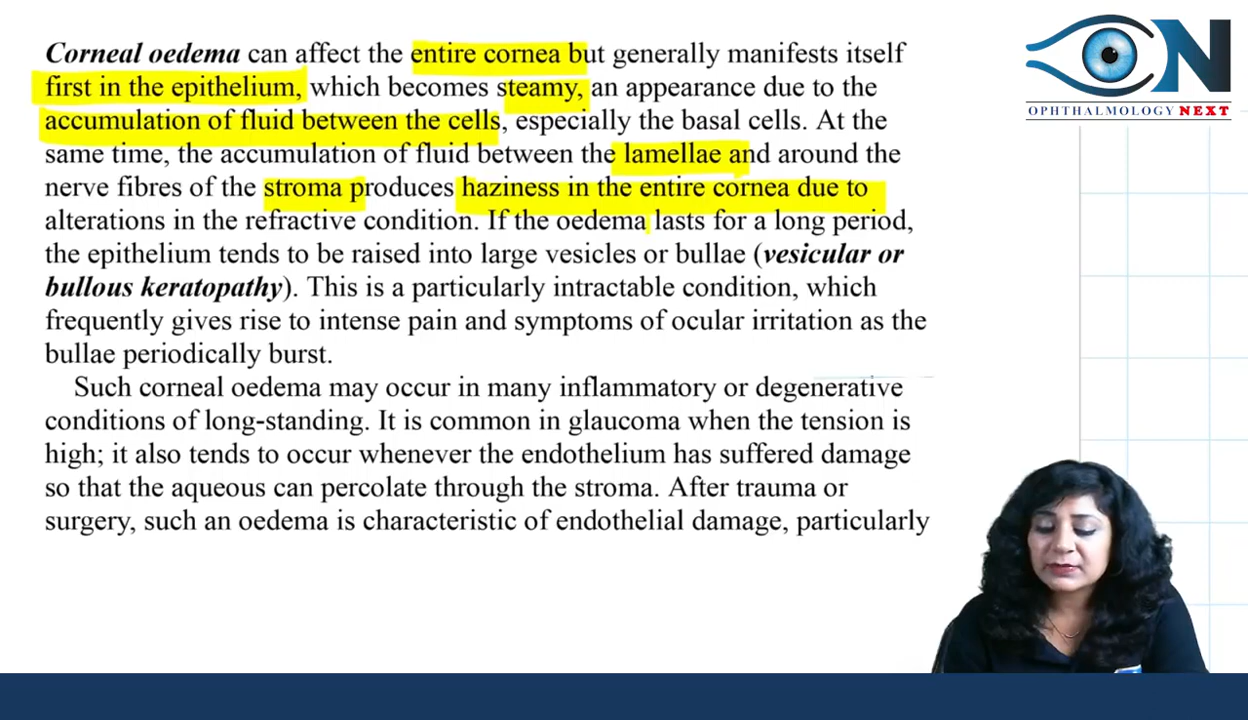 Corneal oedema can affect the entire cornea but generally manifests itself
first in the epithelium, which becomes steamy, an appearance due to the
accumulation of fluid between the cells, especially the basal cells. At the
same time, the accumulation of fluid between the lamellae and around the
nerve fibres of the stroma produces haziness in the entire cornea due to
alterations in the refractive condition. If the oedema lasts for a long period,
the epithelium tends to be raised into large vesicles or bullae (vesicular or
bullous keratopathy). This is a particularly intractable condition, which
frequently gives rise to intense pain and symptoms of ocular irritation as the
bullae periodically burst.
Such corneal oedema may occur in many inflammatory or degenerative
conditions of long-standing. It is common in glaucoma when the tension is
high; it also tends to occur whenever the endothelium has suffered damage
so that the aqueous can percolate through the stroma. After trauma or
surgery, such an oedema is characteristic of endothelial damage, particularly
ON
OPHTHALMOLOGY NEXT